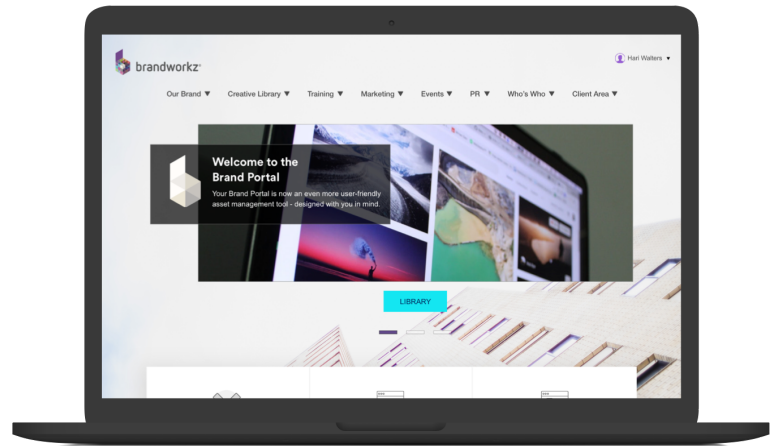 brandworkz®
Hari Walters ▼
Our Brand ▼ Creative Library ▼ Training ▼ Marketing ▼ Events ▼ PR ▼ Who's Who ▼ Client Area ▼
Welcome to the
Brand Portal
Your Brand Portal is now an even more user-friendly
asset management tool - designed with you in mind.
LIBRARY